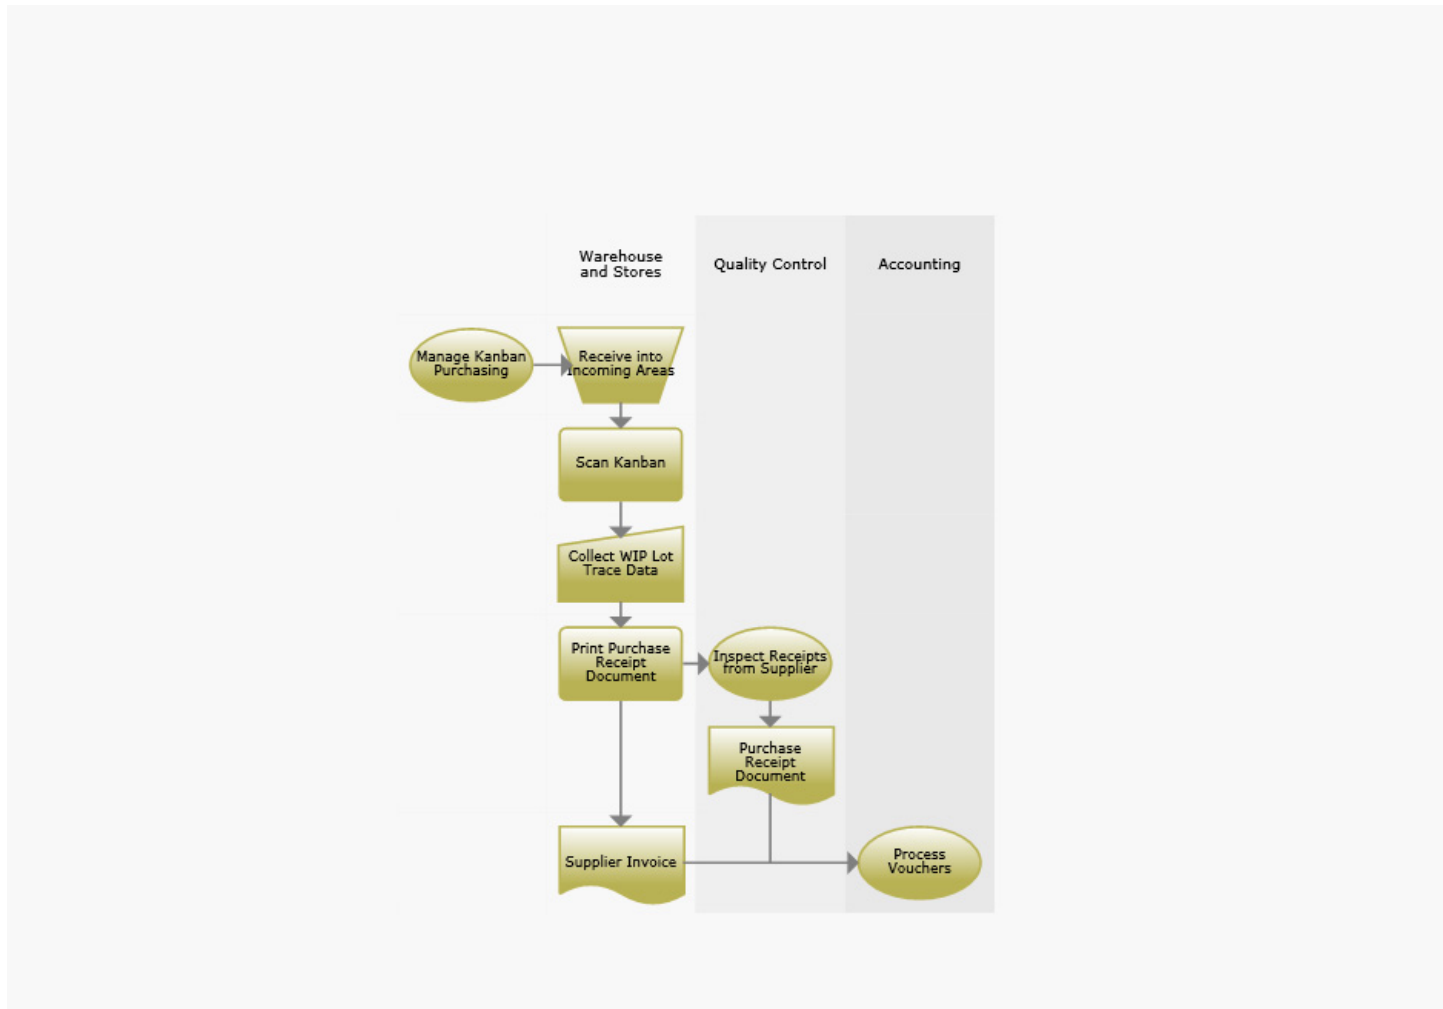 Warehouse
and Stores
Quality Control
Accounting
Manage Kanban
Purchasing
Receive into
Incoming Areas
Scan Kanban
Collect WIP Lot
Trace Data
Print Purchase
Receipt
Document
Inspect Receipts
from Supplier
Purchase
Receipt
Document
Supplier Invoice
Process
Vouchers